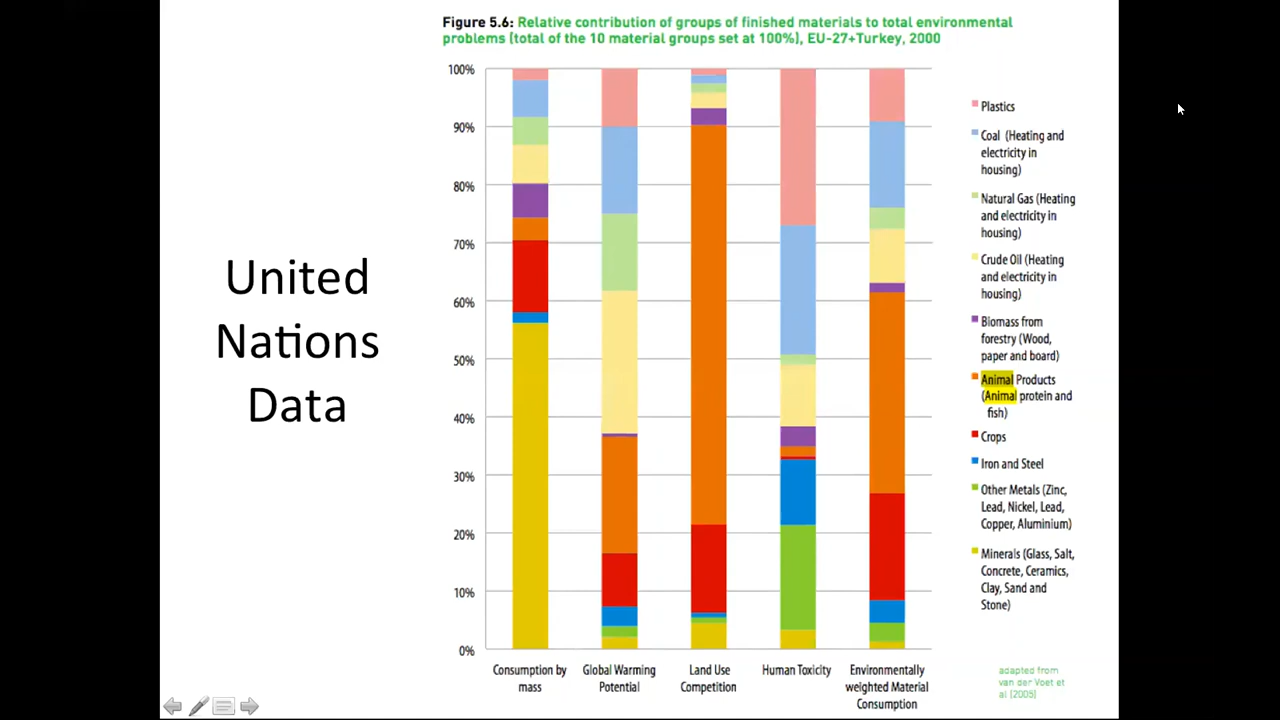 Figure 5.6: Relative contribution of groups of finished materials to total environmental
problems (total of the 10 material groups set at 100%), EU-27+Turkey, 2000
United
Nations
Data
100%
90%
80%
70%
60%
50%
40%
30%
20%
10%
0%
Consumption by
mass
Global Warming
Potential
Land Use
Competition
Human Toxicity
Environmentally
weighted Material
Consumption
Plastics
Coal (Heating and
electricity in
housing)
Natural Gas (Heating
and electricity in
housing)
Crude Oil (Heating
and electricity in
housing)
Biomass from
forestry (Wood,
paper and board)
Animal Products
(Animal protein and
fish)
Crops
Iron and Steel
Other Metals (Zinc,
Lead, Nickel, Lead,
Copper, Aluminium)
Minerals (Glass, Salt,
Concrete, Ceramics,
Clay, Sand and
Stone)
adapted from
van der Voet et
al (2005)